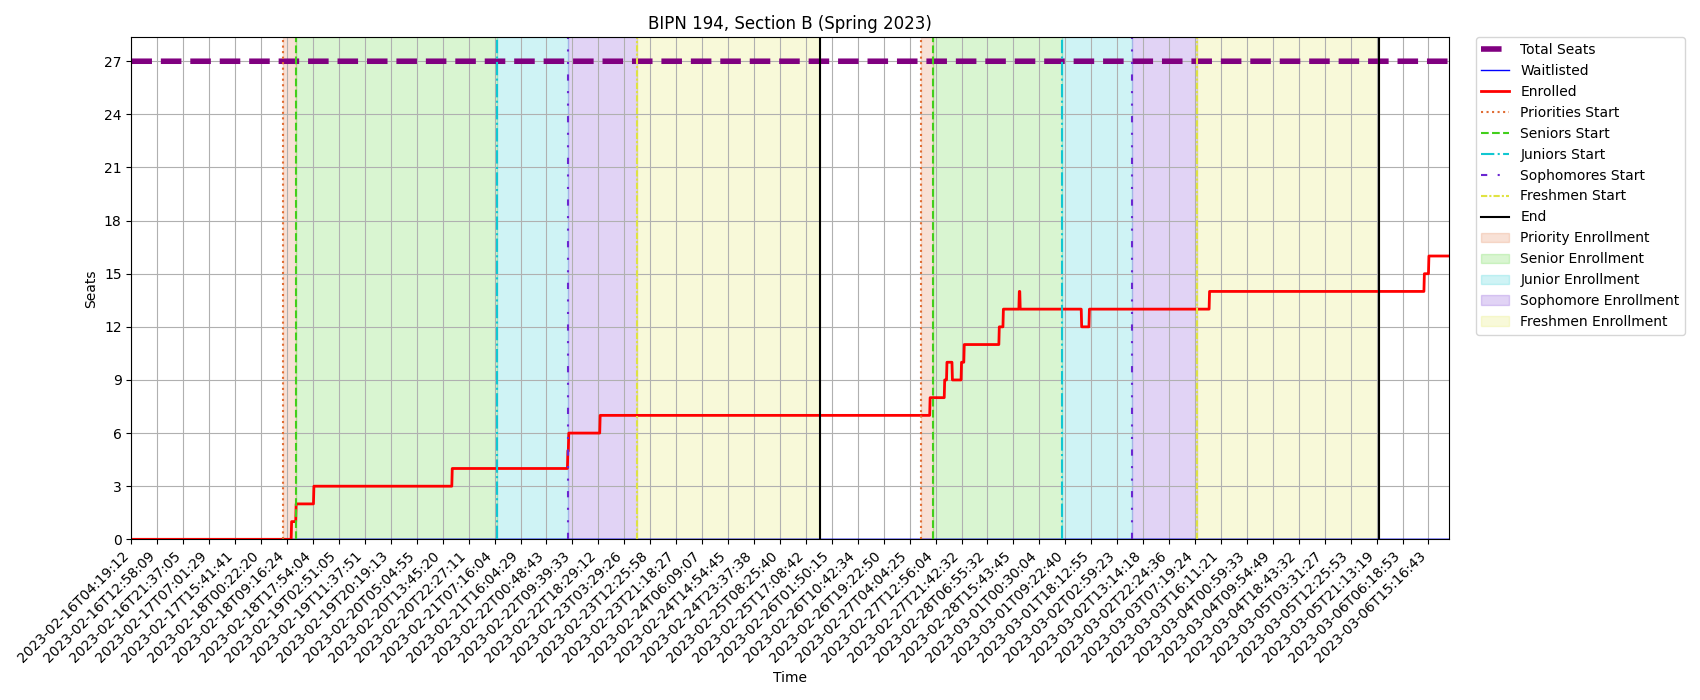 BIPN 194, Section B (Spring 2023)
Seats
27
24
21
18
15
12
9
6
3
0
2023-02-16T04:19:12
2023-02-16T12:58:09
2023-02-16T21:37:05
2023-02-17T07:01:29
2023-02-17T15:41:41
2023-02-18T00:22:20
2023-02-18T09:16:24
2023-02-18T17:54:04
2023-02-19T02:51:05
2023-02-19T11:37:51
2023-02-19T20:19:13
2023-02-20T05:04:55
2023-02-20T13:45:20
2023-02-20T22:27:11
2023-02-21T07:16:04
2023-02-21T16:04:29
2023-02-22T00:48:43
2023-02-22T09:39:33
2023-02-22T18:29:12
2023-02-23T03:29:26
2023-02-23T12:25:58
2023-02-23T21:18:27
2023-02-24T06:09:07
2023-02-24T14:54:45
2023-02-24T23:37:38
2023-02-25T08:25:40
2023-02-25T17:08:42
2023-02-26T01:50:15
2023-02-26T10:42:34
2023-02-26T19:22:50
2023-02-27T04:04:25
2023-02-27T12:56:04
2023-02-27T21:42:32
2023-02-28T06:55:32
2023-02-28T15:43:45
2023-03-01T00:30:04
2023-03-01T09:22:40
2023-03-01T18:12:55
2023-03-02T02:59:23
2023-03-02T13:14:18
2023-03-02T22:24:36
2023-03-03T07:19:24
2023-03-03T16:11:21
2023-03-04T00:59:33
2023-03-04T09:54:49
2023-03-04T18:43:32
2023-03-05T03:31:27
2023-03-05T12:25:53
2023-03-05T21:13:19
2023-03-06T06:18:53
2023-03-06T15:16:43
Time
Total Seats
Waitlisted
Enrolled
Priorities Start
Seniors Start
Juniors Start
Sophomores Start
Freshmen Start
End
Priority Enrollment
Senior Enrollment
Junior Enrollment
Sophomore Enrollment
Freshmen Enrollment